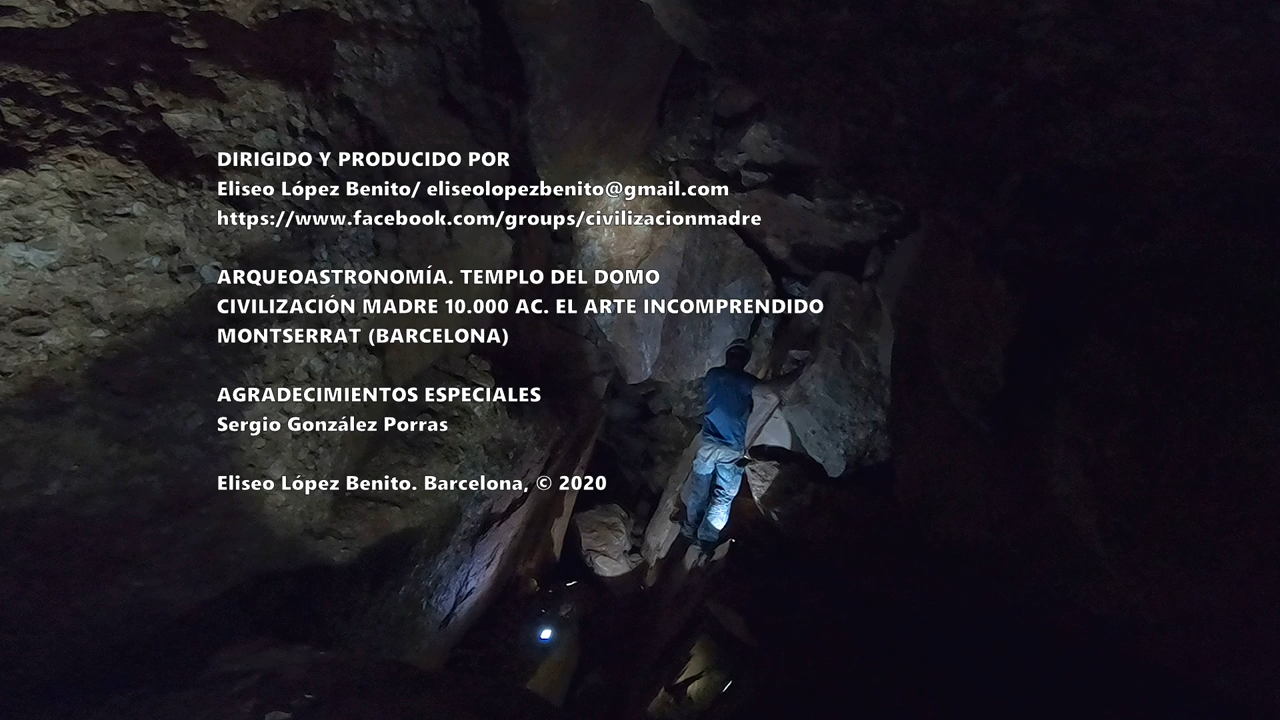 DIRIGIDO Y PRODUCIDO POR
Eliseo López Benito/ eliseolopezbenito@gmail.com
https://www.facebook.com/groups/civilizacionmadre
ARQUEOASTRONOMÍA. TEMPLO DEL DOMO
CIVILIZACIÓN MADRE 10.000 AC. EL ARTE INCOMPRENDIDO
MONTSERRAT (BARCELONA)
AGRADECIMIENTOS ESPECIALES
Sergio González Porras
Eliseo López Benito. Barcelona, © 2020